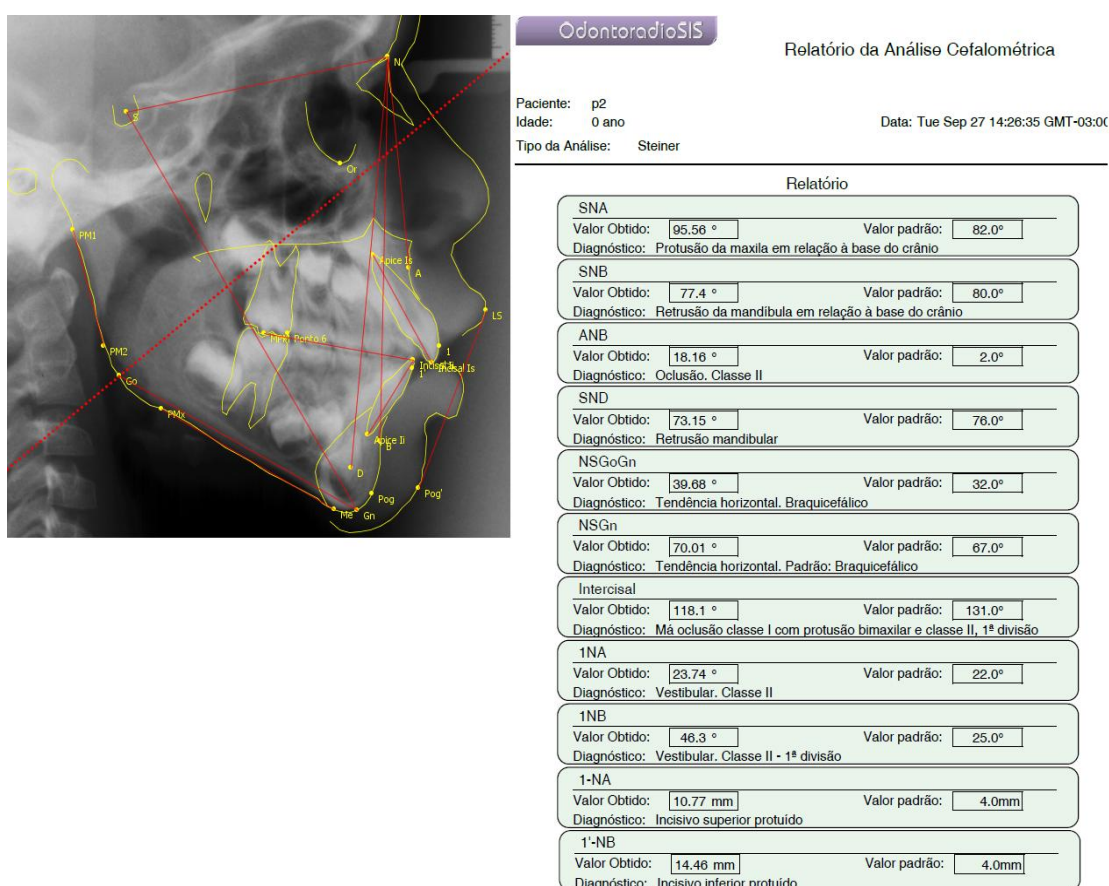 OdontoradioSIS
Relatório da Análise Cefalométrica
Paciente: p2
Idade: 0 ano
Data: Tue Sep 27 14:26:35 GMT-03:00
Tipo da Análise: Steiner
Relatório
SNA
Valor Obtido: 95.56 ° Valor padrão: 82.0°
Diagnóstico: Protusão da maxila em relação à base do crânio
SNB
Valor Obtido: 77.4 ° Valor padrão: 80.0°
Diagnóstico: Retrusão da mandíbula em relação à base do crânio
ANB
Valor Obtido: 18.16 ° Valor padrão: 2.0°
Diagnóstico: Oclusão. Classe II
SND
Valor Obtido: 73.15 ° Valor padrão: 76.0°
Diagnóstico: Retrusão mandibular
NSGoGn
Valor Obtido: 39.68 ° Valor padrão: 32.0°
Diagnóstico: Tendência horizontal. Braquicefálico
NSGn
Valor Obtido: 70.01 ° Valor padrão: 67.0°
Diagnóstico: Tendência horizontal. Padrão: Braquicefálico
Intercisal
Valor Obtido: 118.1 ° Valor padrão: 131.0°
Diagnóstico: Má oclusão classe I com protusão bimaxilar e classe II, 1ª divisão
1NA
Valor Obtido: 23.74 ° Valor padrão: 22.0°
Diagnóstico: Vestibular. Classe II
1NB
Valor Obtido: 46.3 ° Valor padrão: 25.0°
Diagnóstico: Vestibular. Classe II - 1ª divisão
1-NA
Valor Obtido: 10.77 mm Valor padrão: 4.0mm
Diagnóstico: Incisivo superior protuído
1'-NB
Valor Obtido: 14.46 mm Valor padrão: 4.0mm
Diagnóstico: Incisivo inferior protuído
N
S
Or
PM1
Apice Is
A
LS
Ponto 6
1
Incisal Is
1'
PM2
Go
PMx
Apice Ii
B
D
Pog
Pog'
Me
Gn